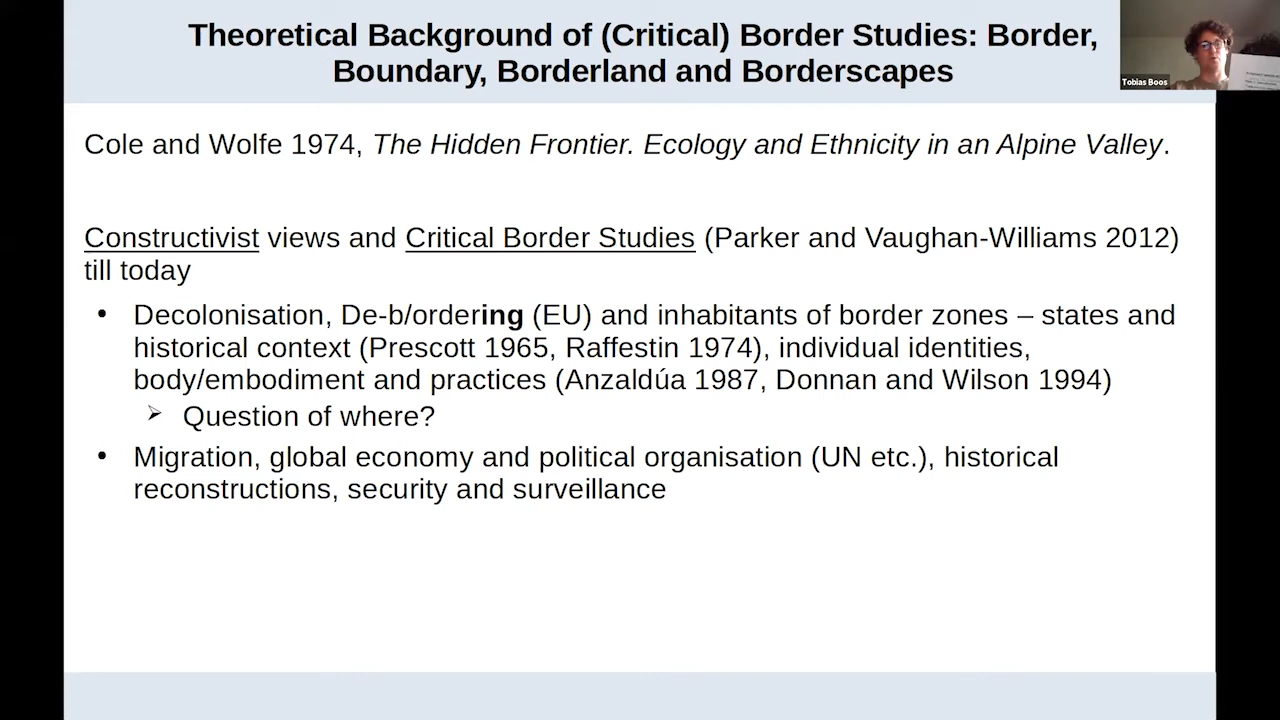 Theoretical Background of (Critical) Border Studies: Border,
Boundary, Borderland and Borderscapes
Tobias Boos
Cole and Wolfe 1974, The Hidden Frontier. Ecology and Ethnicity in an Alpine Valley.
Constructivist views and Critical Border Studies (Parker and Vaughan-Williams 2012)
till today
• Decolonisation, De-b/ordering (EU) and inhabitants of border zones – states and
historical context (Prescott 1965, Raffestin 1974), individual identities,
body/embodiment and practices (Anzaldúa 1987, Donnan and Wilson 1994)
➢ Question of where?
• Migration, global economy and political organisation (UN etc.), historical
reconstructions, security and surveillance